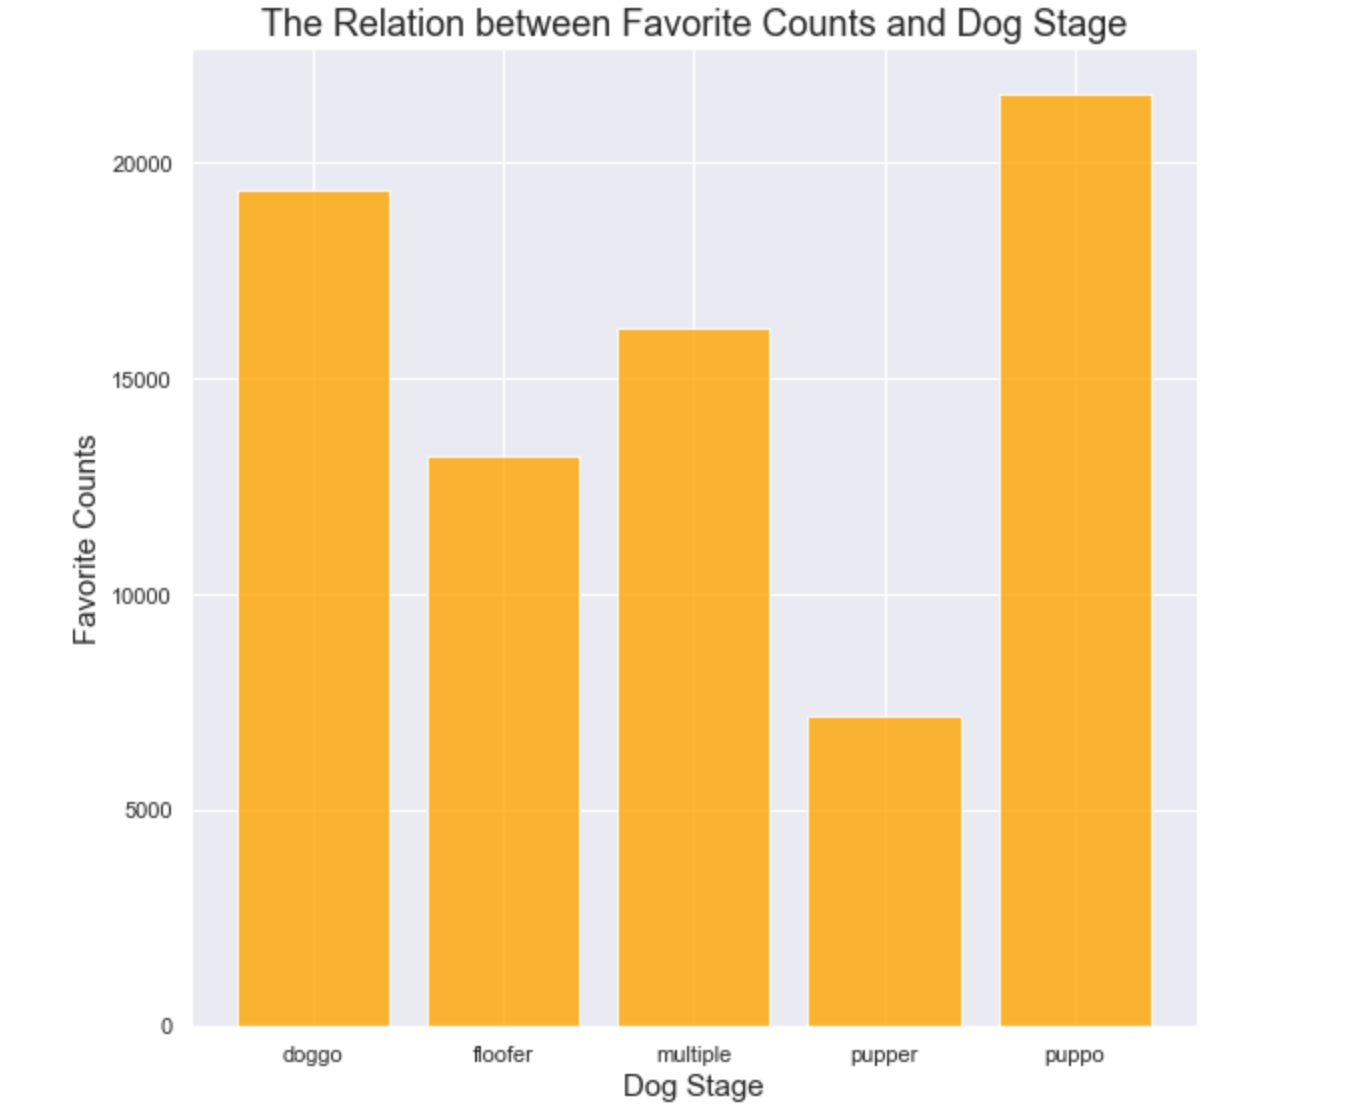 The Relation between Favorite Counts and Dog Stage
20000
15000
10000
5000
0
Favorite Counts
doggo floofer multiple pupper puppo
Dog Stage